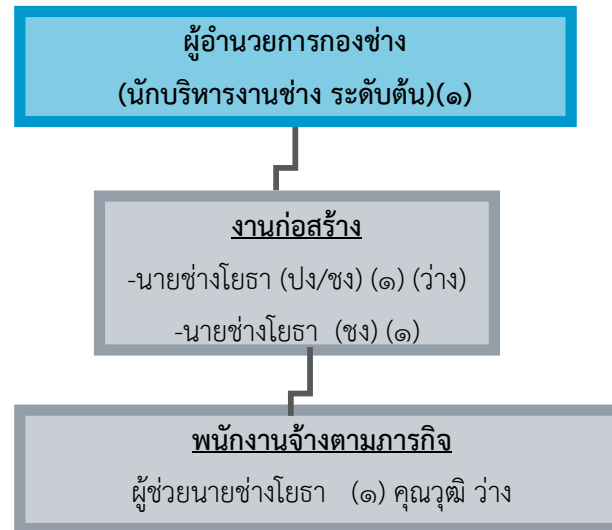 ผู้อำนวยการกองช่าง
(นักบริหารงานช่าง ระดับต้น)(๑)
งานก่อสร้าง
-นายช่างโยธา (ปง/ชง) (๑) (ว่าง)
-นายช่างโยธา (ชง) (๑)
พนักงานจ้างตามภารกิจ
ผู้ช่วยนายช่างโยธา (๑) คุณวุฒิ ว่าง